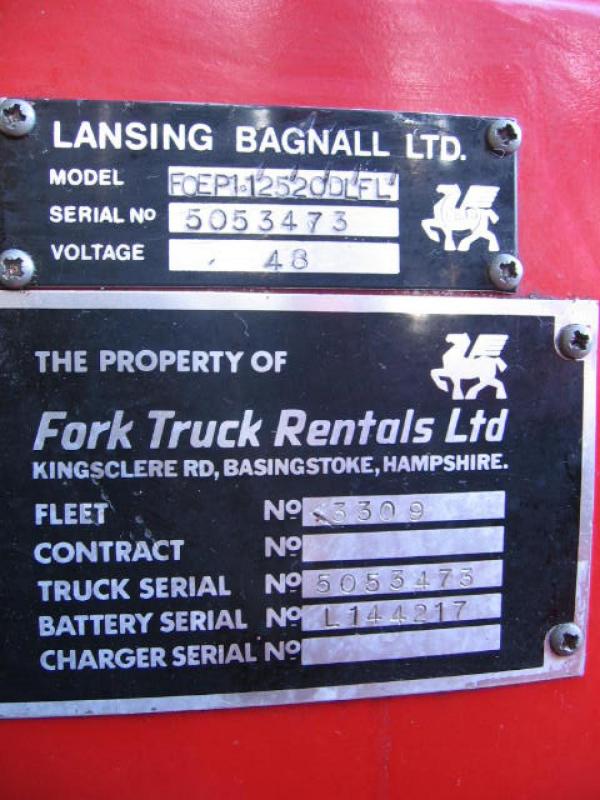 LANSING BAGNALL LTD.
MODEL FOEP1.12520DLFL
SERIAL No 5053473
VOLTAGE 48
THE PROPERTY OF
Fork Truck Rentals Ltd
KINGSCLERE RD, BASINGSTOKE, HAMPSHIRE.
FLEET No 3309
CONTRACT No
TRUCK SERIAL No 5053473
BATTERY SERIAL No L144217
CHARGER SERIAL No